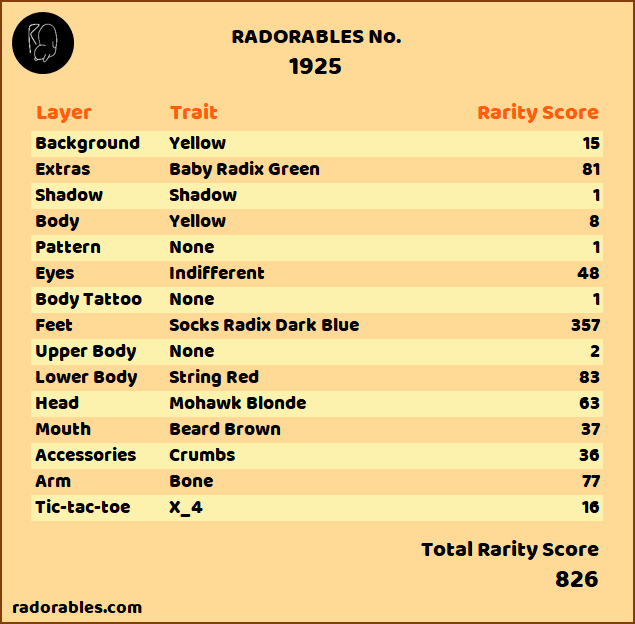 RADORABLES No.
1925
Layer Trait Rarity Score
Background Yellow 15
Extras Baby Radix Green 81
Shadow Shadow 1
Body Yellow 8
Pattern None 1
Eyes Indifferent 48
Body Tattoo None 1
Feet Socks Radix Dark Blue 357
Upper Body None 2
Lower Body String Red 83
Head Mohawk Blonde 63
Mouth Beard Brown 37
Accessories Crumbs 36
Arm Bone 77
Tic-tac-toe X_4 16
Total Rarity Score
826
radorables.com